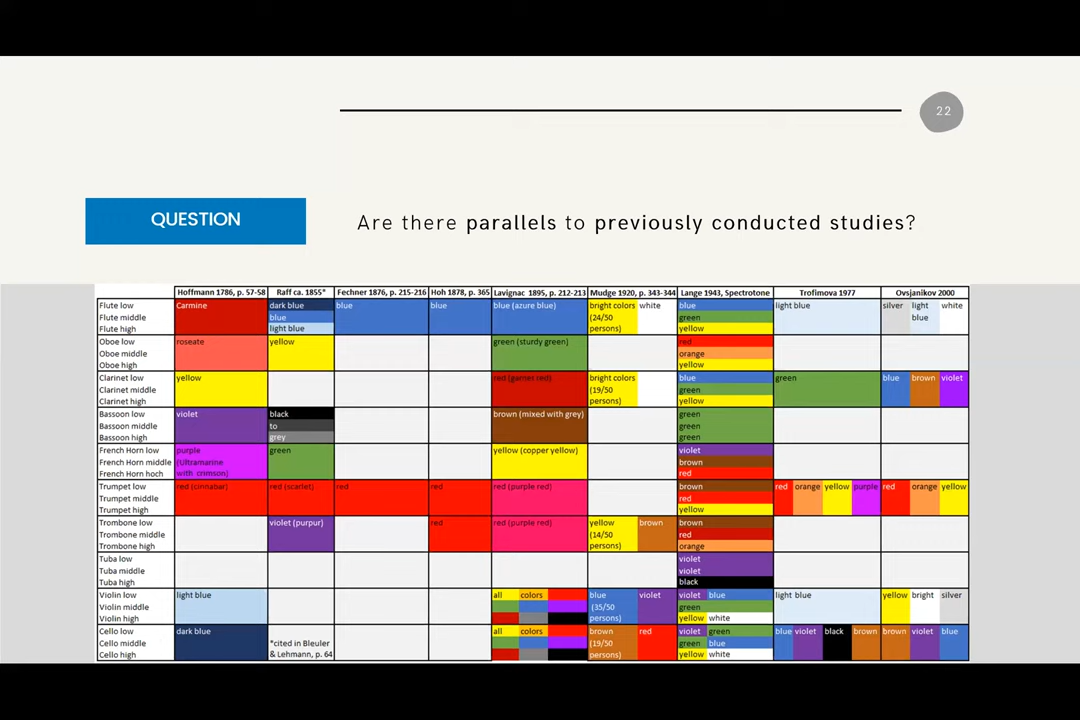 22
QUESTION
Are there parallels to previously conducted studies?
Hoffmann 1786, p. 57-58 Raff ca. 1855* Fechner 1876, p. 215-216 Hoh 1878, p. 365 Lavignac 1895, p. 212-213 Mudge 1920, p. 343-344 Lange 1943, Spectrotone Trofimova 1977 Ovsjanikov 2000
Flute low Carmine dark blue blue blue blue (azure blue) bright colors white blue light blue silver light white
Flute middle blue (24/50 green blue
Flute high light blue persons) yellow
Oboe low roseate yellow green (sturdy green) red
Oboe middle orange
Oboe high yellow
Clarinet low yellow red (garnet red) bright colors blue green blue brown violet
Clarinet middle (19/50 green
Clarinet high persons) yellow
Bassoon low violet black brown (mixed with grey) green
Bassoon middle to green
Bassoon high grey green
French Horn low purple green yellow (copper yellow) violet
French Horn middle (Ultramarine brown
French Horn hoch with crimson) red
Trumpet low red (cinnabar) red (scarlet) red red red (purple red) brown red orange yellow purple red orange yellow
Trumpet middle red
Trumpet high yellow
Trombone low violet (purpur) red red (purple red) yellow brown brown
Trombone middle (14/50 red
Trombone high persons) orange
Tuba low violet
Tuba middle violet
Tuba high black
Violin low light blue all colors blue violet violet blue light blue yellow bright silver
Violin middle (35/50 green
Violin high persons) yellow white
Cello low dark blue all colors brown red violet green blue violet black brown brown violet blue
Cello middle *cited in Bleuler (19/50 green blue
Cello high & Lehmann, p. 64 persons) yellow white